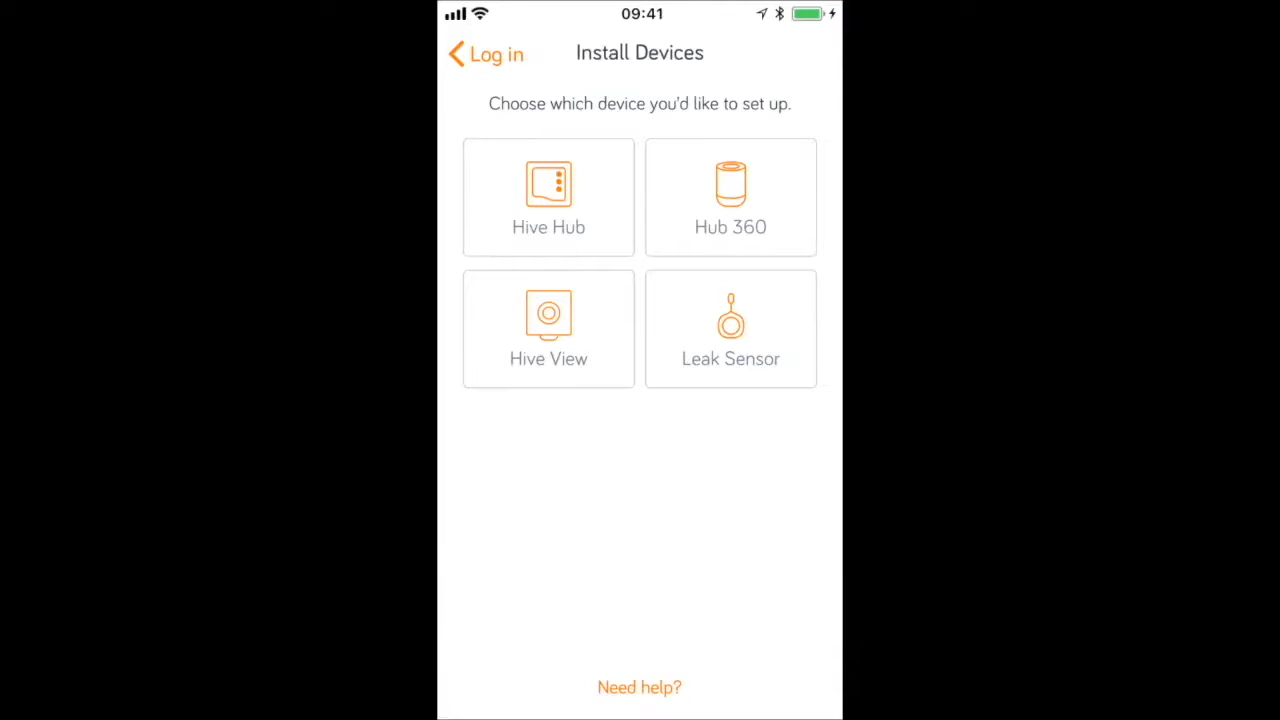 09:41
Log in
Install Devices
Choose which device you'd like to set up.
Hive Hub
Hub 360
Hive View
Leak Sensor
Need help?